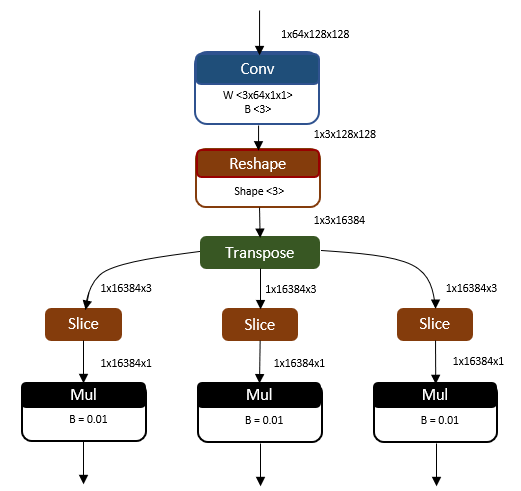 1x64x128x128
Conv
W <3x64x1x1>
B <3>
1x3x128x128
Reshape
Shape <3>
1x3x16384
Transpose
1x16384x3
1x16384x3
1x16384x3
Slice
Slice
Slice
1x16384x1
1x16384x1
1x16384x1
Mul
Mul
Mul
B = 0.01
B = 0.01
B = 0.01